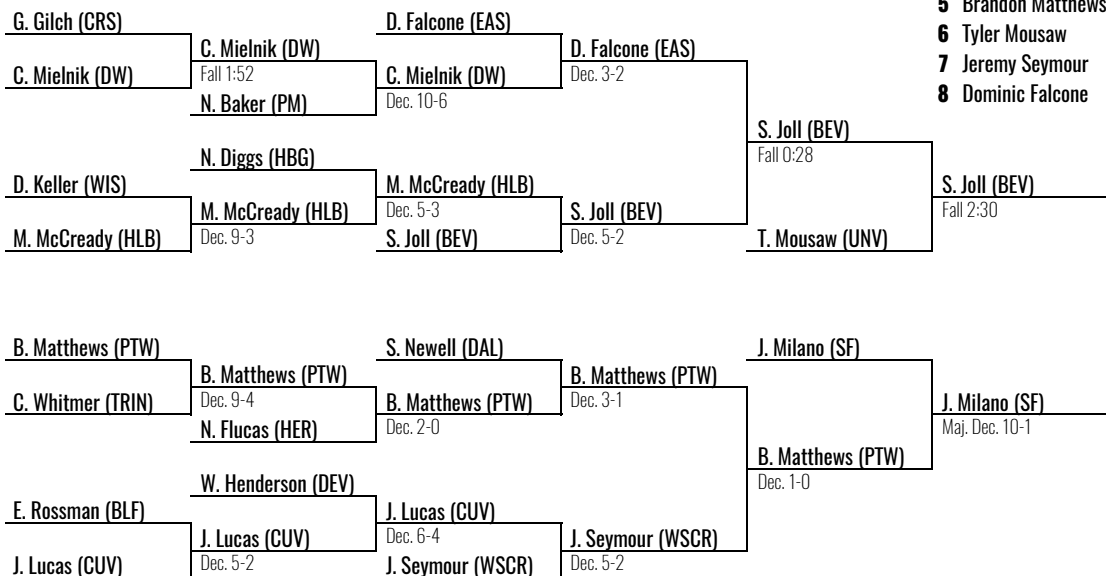 5 Brandon Matthews
6 Tyler Mousaw
7 Jeremy Seymour
8 Dominic Falcone
G. Gilch (CRS)
C. Mielnik (DW)
C. Mielnik (DW)
Fall 1:52
N. Baker (PM)
D. Falcone (EAS)
C. Mielnik (DW)
Dec. 10-6
D. Falcone (EAS)
Dec. 3-2
N. Diggs (HBG)
D. Keller (WIS)
M. McCready (HLB)
M. McCready (HLB)
Dec. 9-3
M. McCready (HLB)
Dec. 5-3
S. Joll (BEV)
S. Joll (BEV)
Dec. 5-2
S. Joll (BEV)
Fall 0:28
T. Mousaw (UNV)
S. Joll (BEV)
Fall 2:30
B. Matthews (PTW)
C. Whitmer (TRIN)
B. Matthews (PTW)
Dec. 9-4
N. Flucas (HER)
S. Newell (DAL)
B. Matthews (PTW)
Dec. 2-0
B. Matthews (PTW)
Dec. 3-1
W. Henderson (DEV)
E. Rossman (BLF)
J. Lucas (CUV)
J. Lucas (CUV)
Dec. 5-2
J. Lucas (CUV)
Dec. 6-4
J. Seymour (WSCR)
J. Seymour (WSCR)
Dec. 5-2
J. Milano (SF)
B. Matthews (PTW)
Dec. 1-0
J. Milano (SF)
Maj. Dec. 10-1